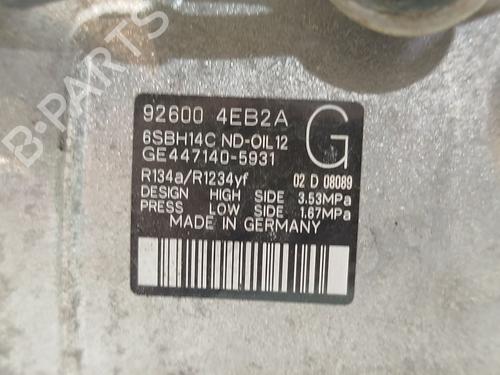 92600 4EB2A G
6SBH14C ND-OIL12
GE447140-5931
R134a/R1234yf 02 D 08089
DESIGN HIGH SIDE 3.53MPa
PRESS LOW SIDE 1.67MPa
MADE IN GERMANY
B-PARTS